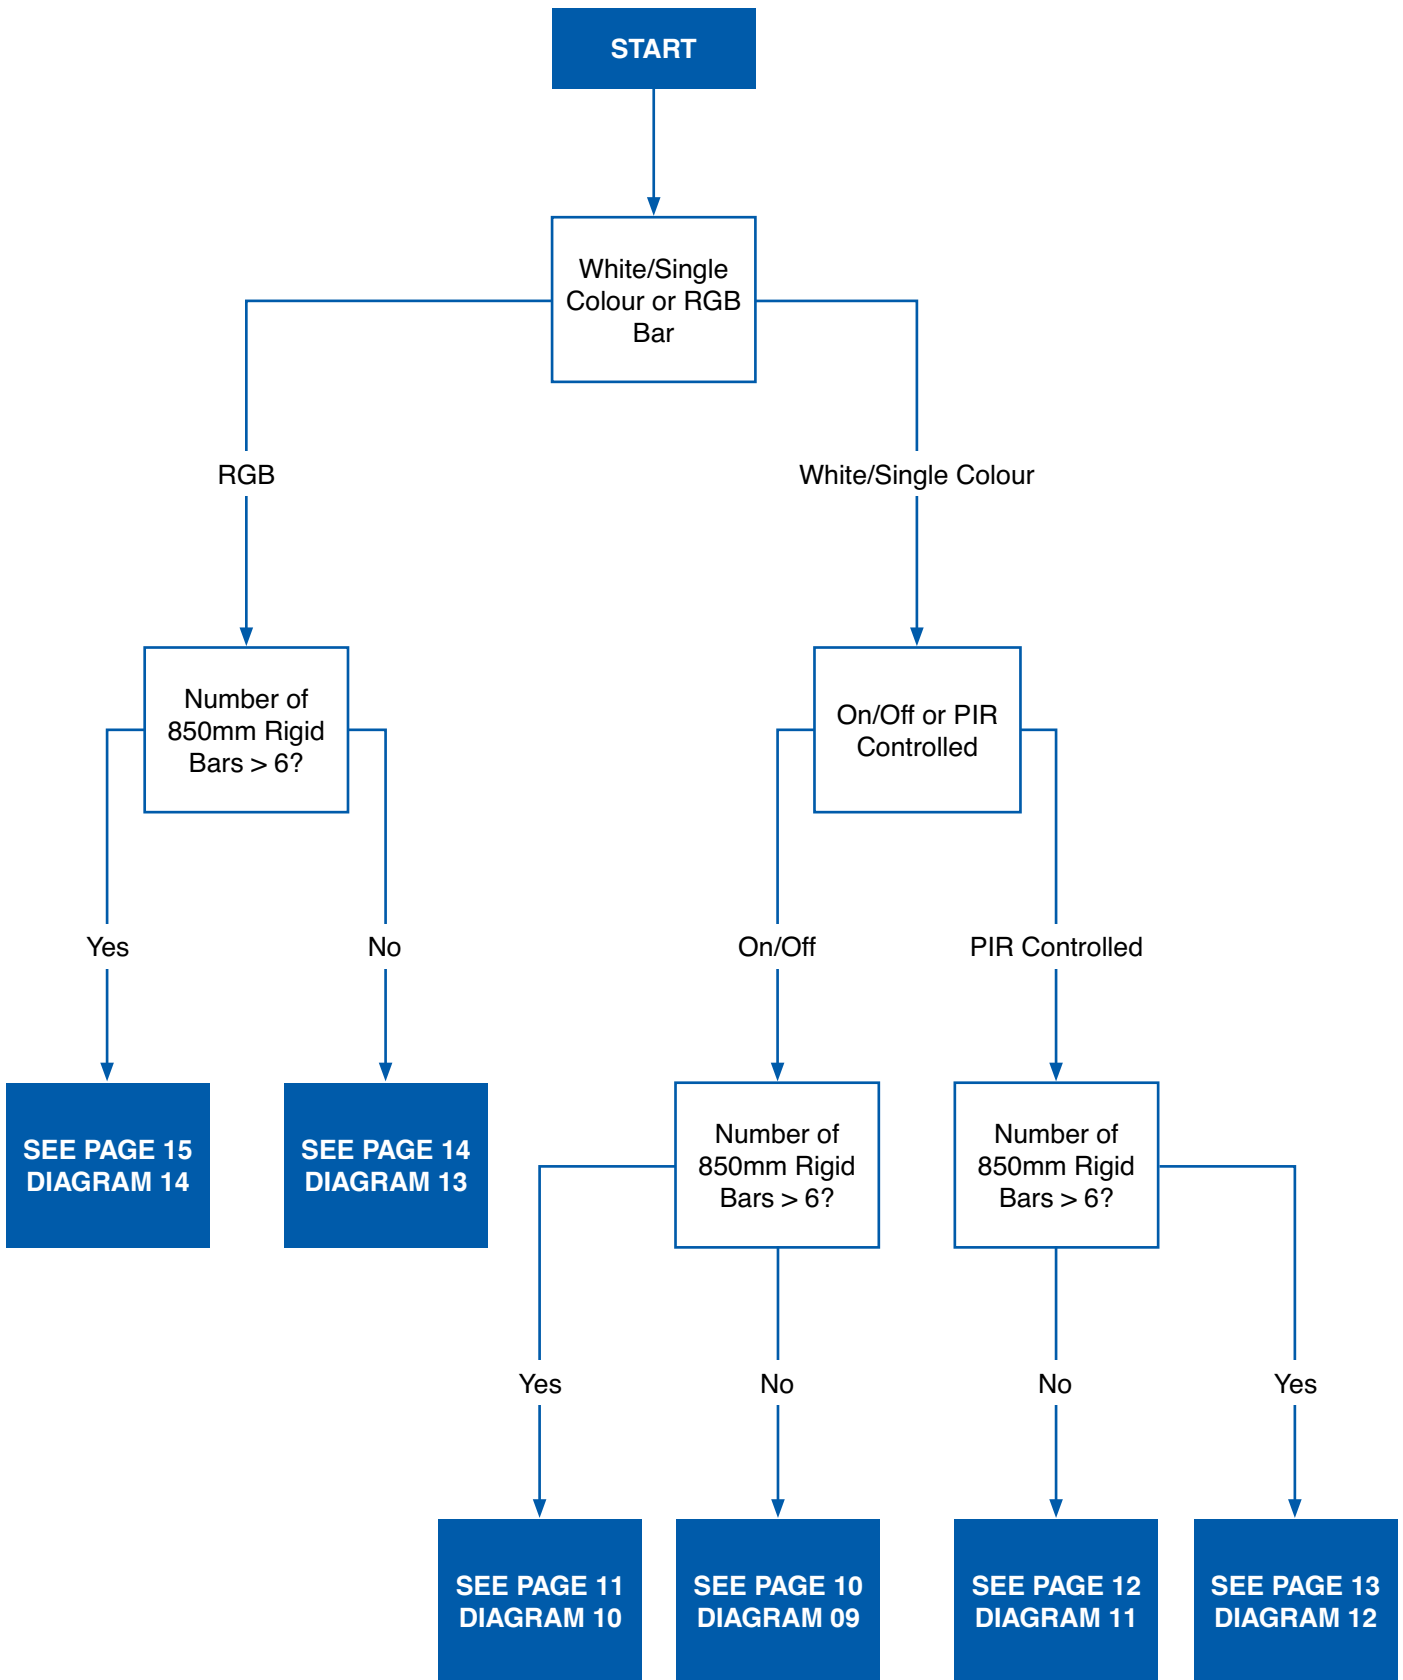 START
White/Single
Colour or RGB
Bar
RGB
White/Single Colour
Number of
850mm Rigid
Bars > 6?
On/Off or PIR
Controlled
Yes
No
On/Off
PIR Controlled
SEE PAGE 15
DIAGRAM 14
SEE PAGE 14
DIAGRAM 13
Number of
850mm Rigid
Bars > 6?
Number of
850mm Rigid
Bars > 6?
Yes
No
No
Yes
SEE PAGE 11
DIAGRAM 10
SEE PAGE 10
DIAGRAM 09
SEE PAGE 12
DIAGRAM 11
SEE PAGE 13
DIAGRAM 12